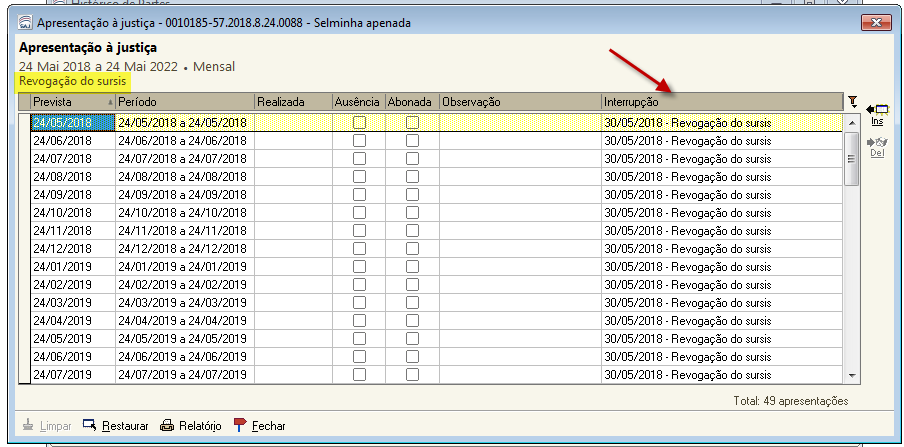 Histórico de Partes
Apresentação à justiça - 0010185-57.2018.8.24.0088 - Selminha apenada
Apresentação à justiça
24 Mai 2018 a 24 Mai 2022 • Mensal
Revogação do sursis
Prevista Período Realizada Ausência Abonada Observação Interrupção
24/05/2018 24/05/2018 a 24/05/2018 30/05/2018 - Revogação do sursis
24/06/2018 24/06/2018 a 24/06/2018 30/05/2018 - Revogação do sursis
24/07/2018 24/07/2018 a 24/07/2018 30/05/2018 - Revogação do sursis
24/08/2018 24/08/2018 a 24/08/2018 30/05/2018 - Revogação do sursis
24/09/2018 24/09/2018 a 24/09/2018 30/05/2018 - Revogação do sursis
24/10/2018 24/10/2018 a 24/10/2018 30/05/2018 - Revogação do sursis
24/11/2018 24/11/2018 a 24/11/2018 30/05/2018 - Revogação do sursis
24/12/2018 24/12/2018 a 24/12/2018 30/05/2018 - Revogação do sursis
24/01/2019 24/01/2019 a 24/01/2019 30/05/2018 - Revogação do sursis
24/02/2019 24/02/2019 a 24/02/2019 30/05/2018 - Revogação do sursis
24/03/2019 24/03/2019 a 24/03/2019 30/05/2018 - Revogação do sursis
24/04/2019 24/04/2019 a 24/04/2019 30/05/2018 - Revogação do sursis
24/05/2019 24/05/2019 a 24/05/2019 30/05/2018 - Revogação do sursis
24/06/2019 24/06/2019 a 24/06/2019 30/05/2018 - Revogação do sursis
24/07/2019 24/07/2019 a 24/07/2019 30/05/2018 - Revogação do sursis
Ins
Del
Total: 49 apresentações
Limpar Restaurar Relatório Fechar